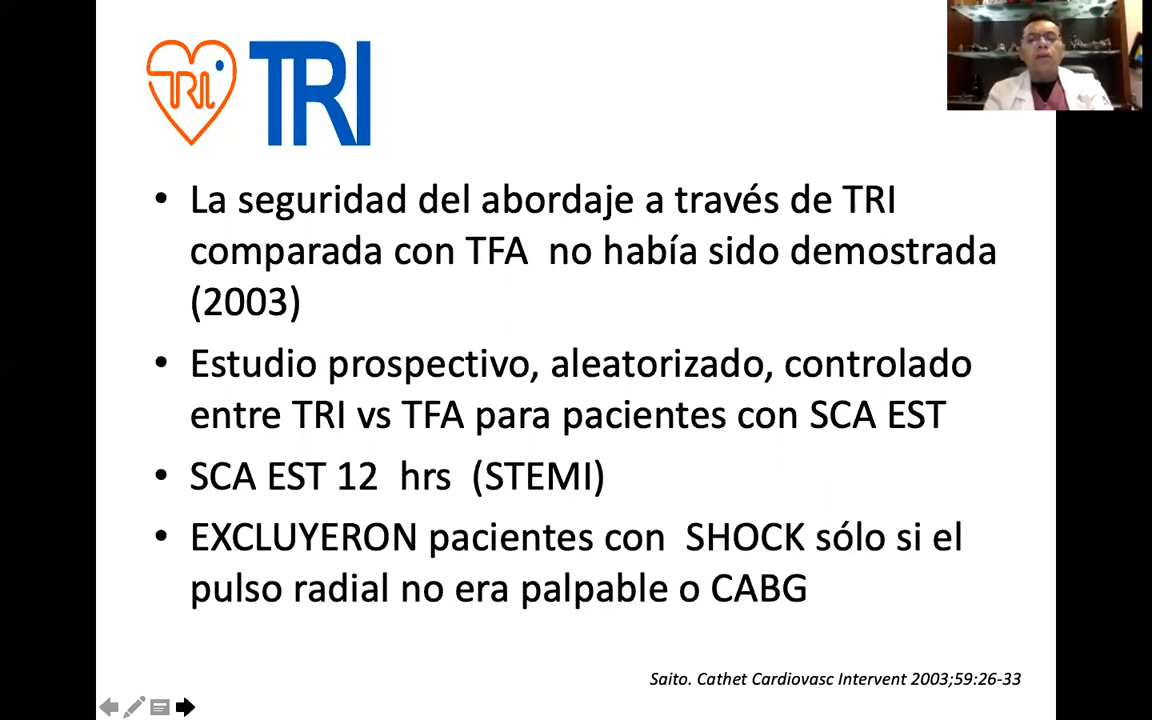 TRI TRI
La seguridad del abordaje a través de TRI
comparada con TFA no había sido demostrada
(2003)
Estudio prospectivo, aleatorizado, controlado
entre TRI vs TFA para pacientes con SCA EST
SCA EST 12 hrs (STEMI)
EXCLUYERON pacientes con SHOCK sólo si el
pulso radial no era palpable o CABG
Saito. Cathet Cardiovasc Intervent 2003;59:26-33